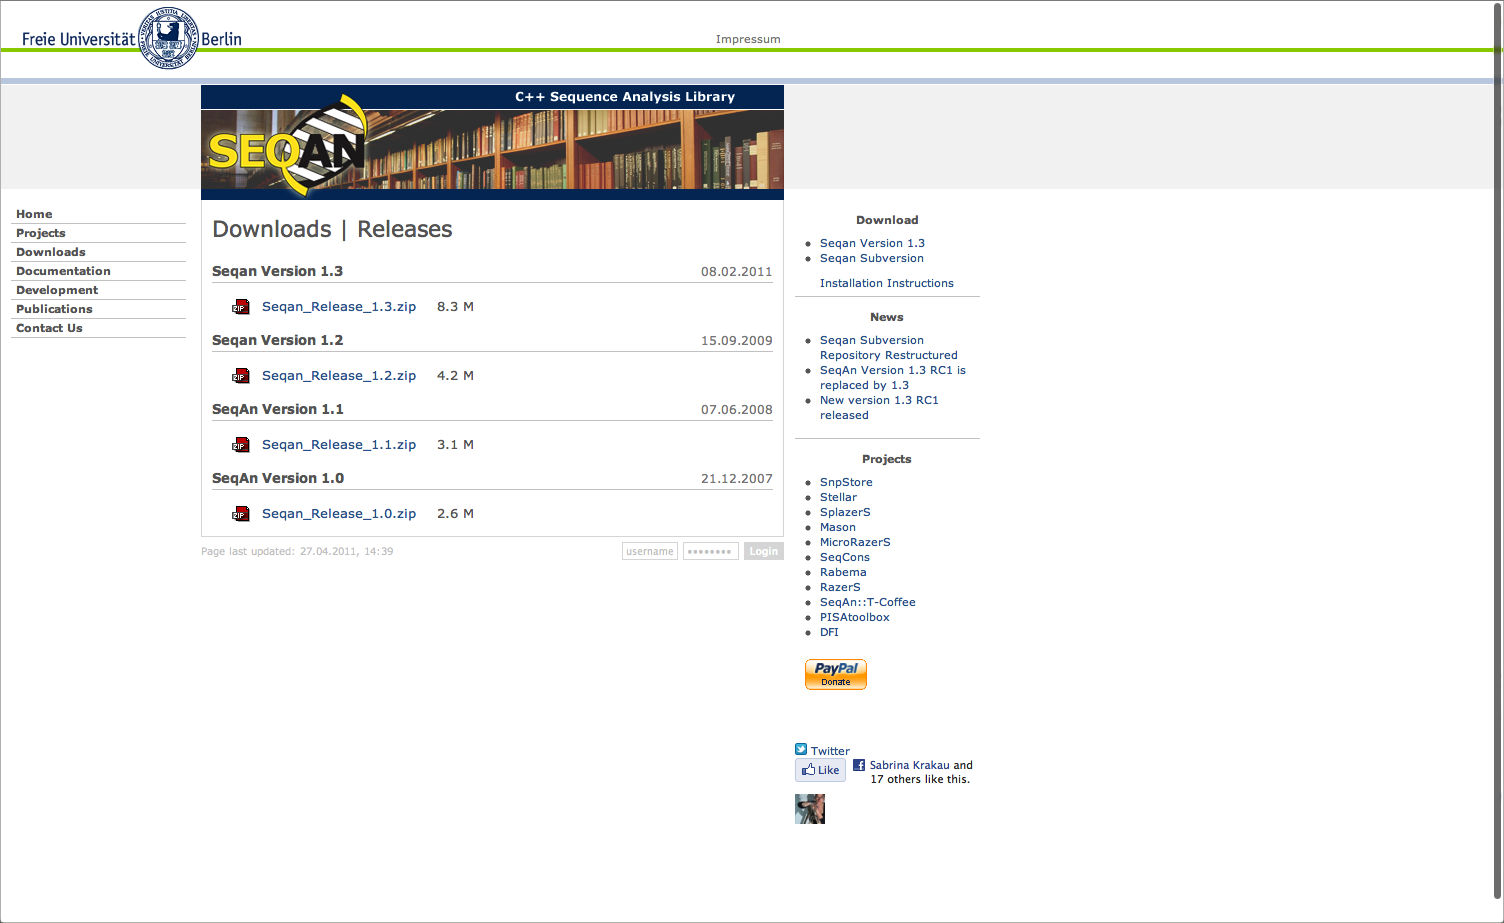 Freie Universität Berlin
Impressum
C++ Sequence Analysis Library
SEQAN
Home
Projects
Downloads
Documentation
Development
Publications
Contact Us
Downloads | Releases
Seqan Version 1.3 08.02.2011
ZIP Seqan_Release_1.3.zip 8.3 M
Seqan Version 1.2 15.09.2009
ZIP Seqan_Release_1.2.zip 4.2 M
SeqAn Version 1.1 07.06.2008
ZIP Seqan_Release_1.1.zip 3.1 M
SeqAn Version 1.0 21.12.2007
ZIP Seqan_Release_1.0.zip 2.6 M
Page last updated: 27.04.2011, 14:39
username •••••••• Login
Download
• Seqan Version 1.3
• Seqan Subversion
Installation Instructions
News
• Seqan Subversion
Repository Restructured
• SeqAn Version 1.3 RC1 is
replaced by 1.3
• New version 1.3 RC1
released
Projects
• SnpStore
• Stellar
• SplazerS
• Mason
• MicroRazerS
• SeqCons
• Rabema
• RazerS
• SeqAn::T-Coffee
• PISAtoolbox
• DFI
PayPal
Donate
Twitter
Like
Sabrina Krakau and
17 others like this.